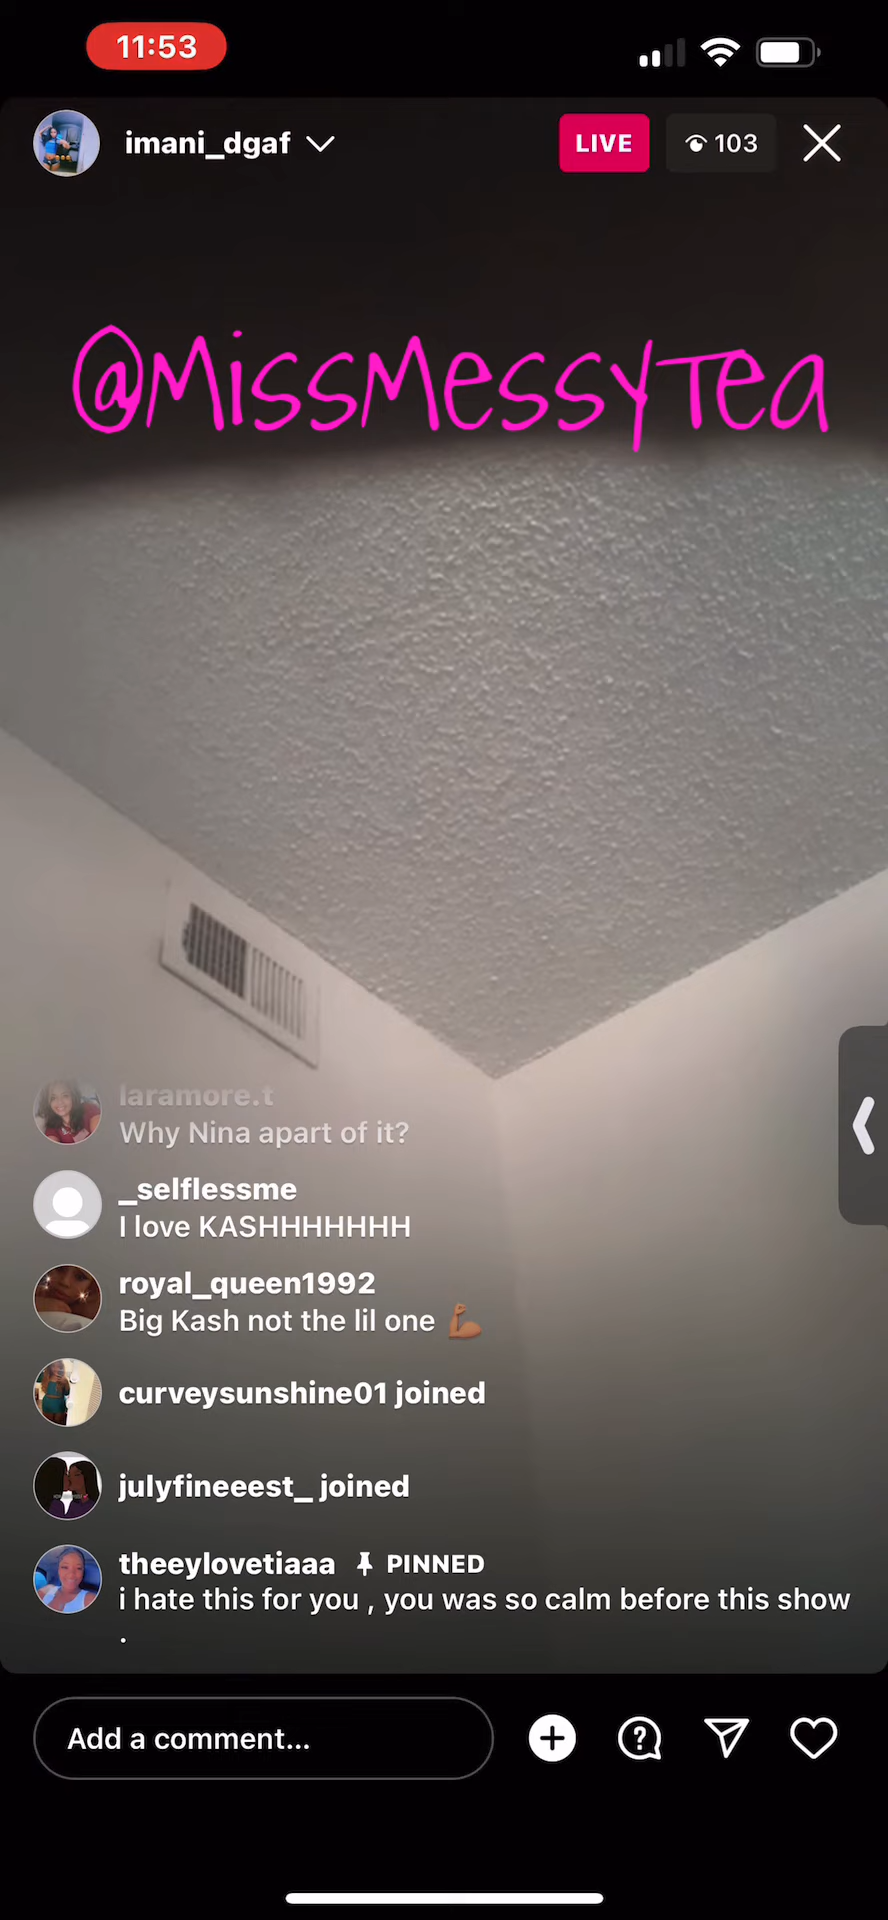 11:53
imani_dgaf
LIVE
103
@MissMessyTea
laramore.t
Why Nina apart of it?
_selflessme
I love KASHHHHHHH
royal_queen1992
Big Kash not the lil one 💪🏽
curveysunshine01 joined
julyfineeest_ joined
theeylovetiaaa PINNED
i hate this for you , you was so calm before this show
.
Add a comment...